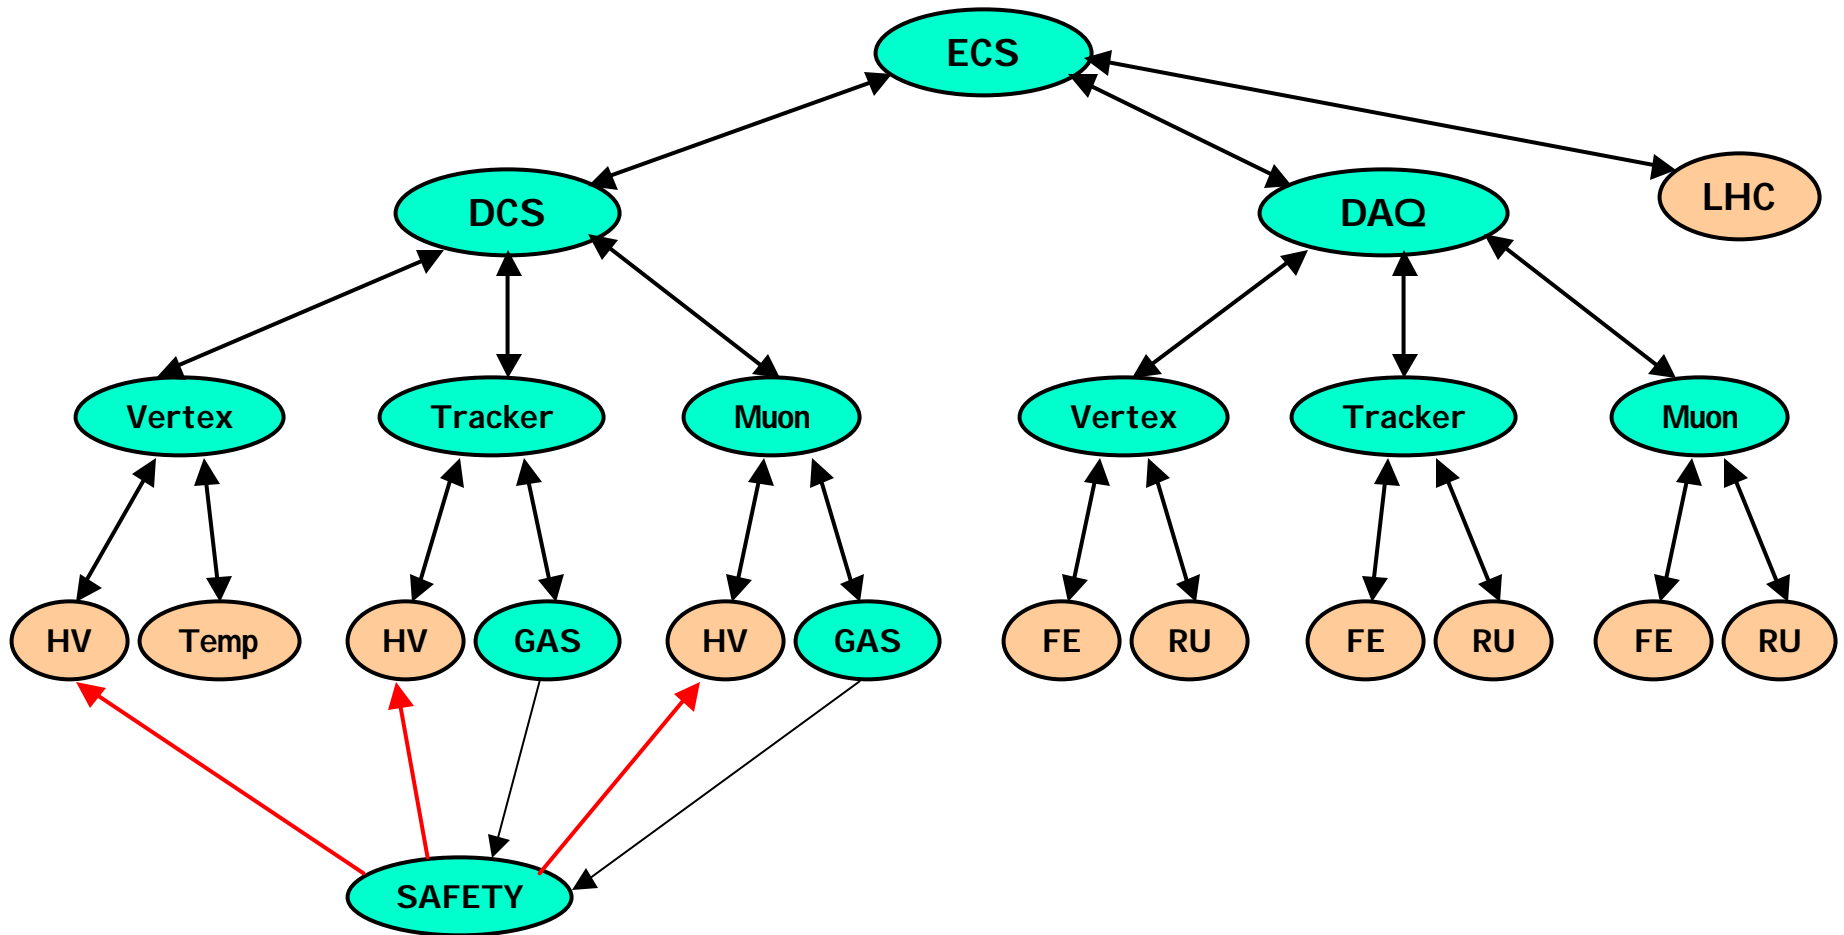 ECS
DCS
DAQ
LHC
Vertex
Tracker
Muon
Vertex
Tracker
Muon
HV
Temp
HV
GAS
HV
GAS
FE
RU
FE
RU
FE
RU
SAFETY